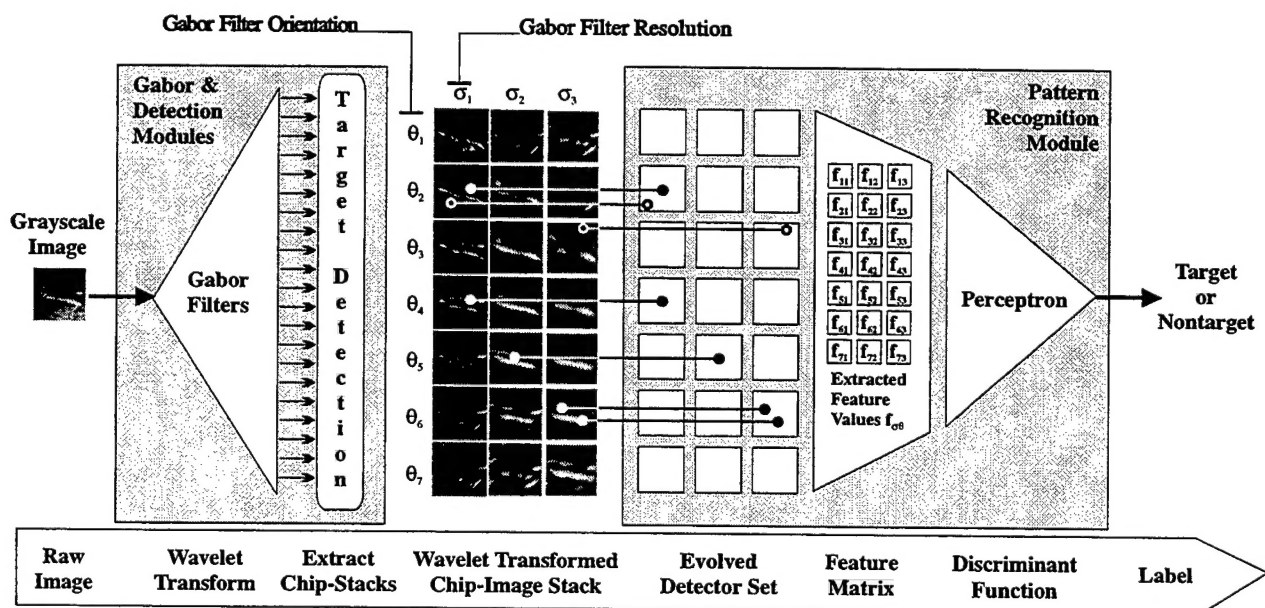 Gabor Filter Orientation
Gabor Filter Resolution
Gabor &
Detection
Modules
Target Detection
σ1 σ2 σ3
θ1
θ2
θ3
θ4
θ5
θ6
θ7
Grayscale
Image
Gabor
Filters
Pattern
Recognition
Module
f11 f12 f13
f21 f22 f23
f31 f32 f33
f41 f42 f43
f51 f52 f53
f61 f62 f63
f71 f72 f73
Extracted
Feature
Values fσθ
Perceptron
Target
or
Nontarget
Raw
Image
Wavelet
Transform
Extract
Chip-Stacks
Wavelet Transformed
Chip-Image Stack
Evolved
Detector Set
Feature
Matrix
Discriminant
Function
Label